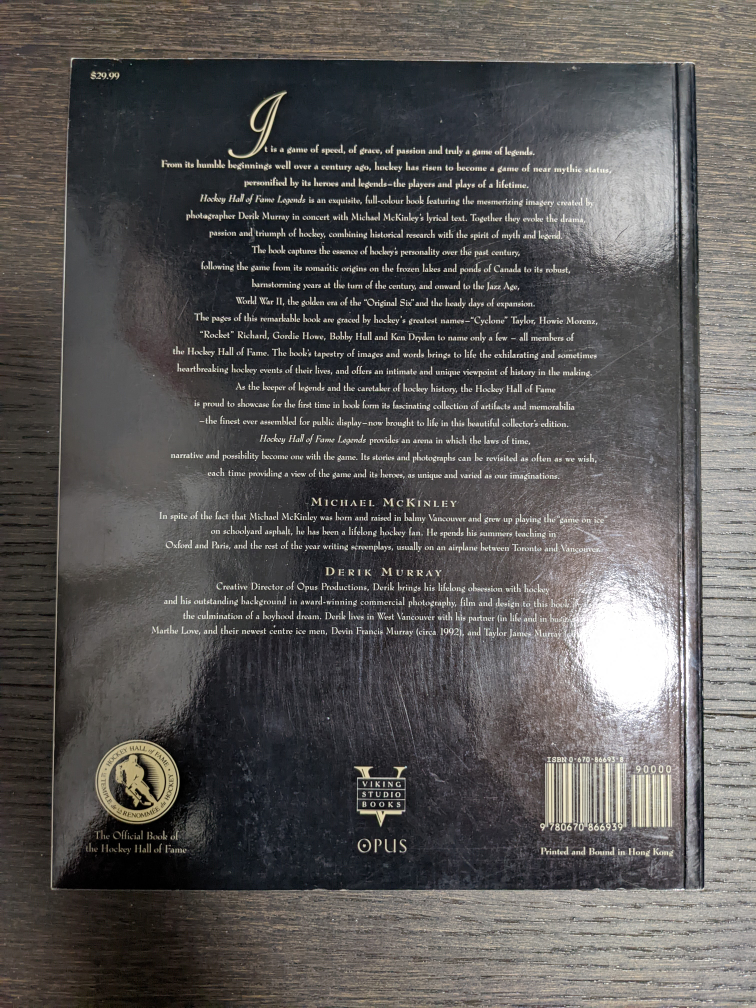 $29.99
It is a game of speed, of grace, of passion and truly a game of legends.
From its humble beginnings well over a century ago, hockey has risen to become a game of near mythic status,
personified by its heroes and legends–the players and plays of a lifetime.
Hockey Hall of Fame Legends is an exquisite, full-colour book featuring the mesmerizing imagery created by
photographer Derik Murray in concert with Michael McKinley's lyrical text. Together they evoke the drama,
passion and triumph of hockey, combining historical research with the spirit of myth and legend.
The book captures the essence of hockey's personality over the past century,
following the game from its romantic origins on the frozen lakes and ponds of Canada to its robust,
barnstorming years at the turn of the century, and onward to the Jazz Age,
World War II, the golden era of the "Original Six" and the heady days of expansion.
The pages of this remarkable book are graced by hockey's greatest names–"Cyclone" Taylor, Howie Morenz,
"Rocket" Richard, Gordie Howe, Bobby Hull and Ken Dryden to name only a few – all members of
the Hockey Hall of Fame. The book's tapestry of images and words brings to life the exhilarating and sometimes
heartbreaking hockey events of their lives, and offers an intimate and unique viewpoint of history in the making.
As the keeper of legends and the caretaker of hockey history, the Hockey Hall of Fame
is proud to showcase for the first time in book form its fascinating collection of artifacts and memorabilia
–the finest ever assembled for public display–now brought to life in this beautiful collector's edition.
Hockey Hall of Fame Legends provides an arena in which the laws of time,
narrative and possibility become one with the game. Its stories and photographs can be revisited as often as we wish,
each time providing a view of the game and its heroes, as unique and varied as our imaginations.
MICHAEL MCKINLEY
In spite of the fact that Michael McKinley was born and raised in balmy Vancouver and grew up playing the "game on ice"
on schoolyard asphalt, he has been a lifelong hockey fan. He spends his summers teaching in
Oxford and Paris, and the rest of the year writing screenplays, usually on an airplane between Toronto and Vancouver.
DERIK MURRAY
Creative Director of Opus Productions, Derik brings his lifelong obsession with hockey
and his outstanding background in award-winning commercial photography, film and design to this book
the culmination of a boyhood dream. Derik lives in West Vancouver with his partner (in life and in
Marthe Love, and their newest centre ice men, Devin Francis Murray (circa 1992), and Taylor James Murray
HOCKEY HALL of FAME
TEMPLE de la RENOMMÉE du HOCKEY
The Official Book of
the Hockey Hall of Fame
V
VIKING
STUDIO
BOOKS
OPUS
ISBN 0-670-86693-8
90000
9 780670 866939
Printed and Bound in Hong Kong